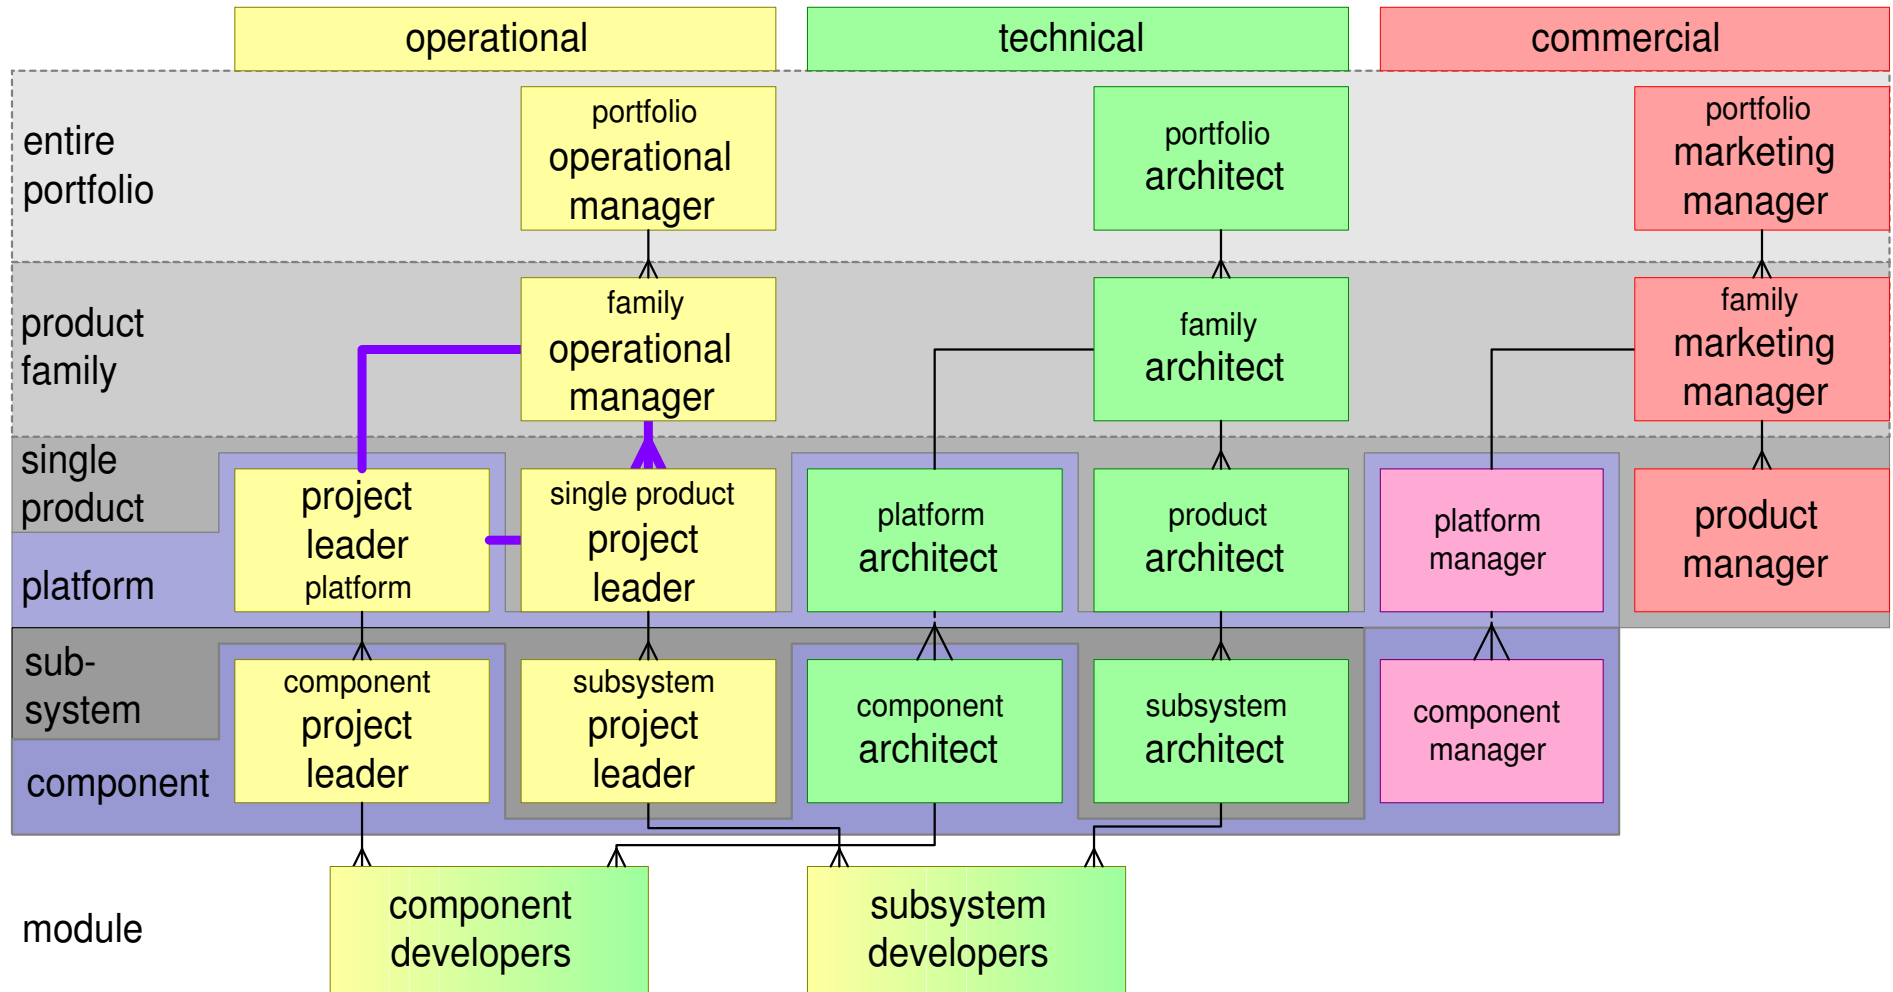 operational
technical
commercial
entire
portfolio
portfolio
operational
manager
portfolio
architect
portfolio
marketing
manager
product
family
family
operational
manager
family
architect
family
marketing
manager
single
product
platform
project
leader
platform
single product
project
leader
platform
architect
product
architect
platform
manager
product
manager
sub-
system
component
component
project
leader
subsystem
project
leader
component
architect
subsystem
architect
component
manager
module
component
developers
subsystem
developers